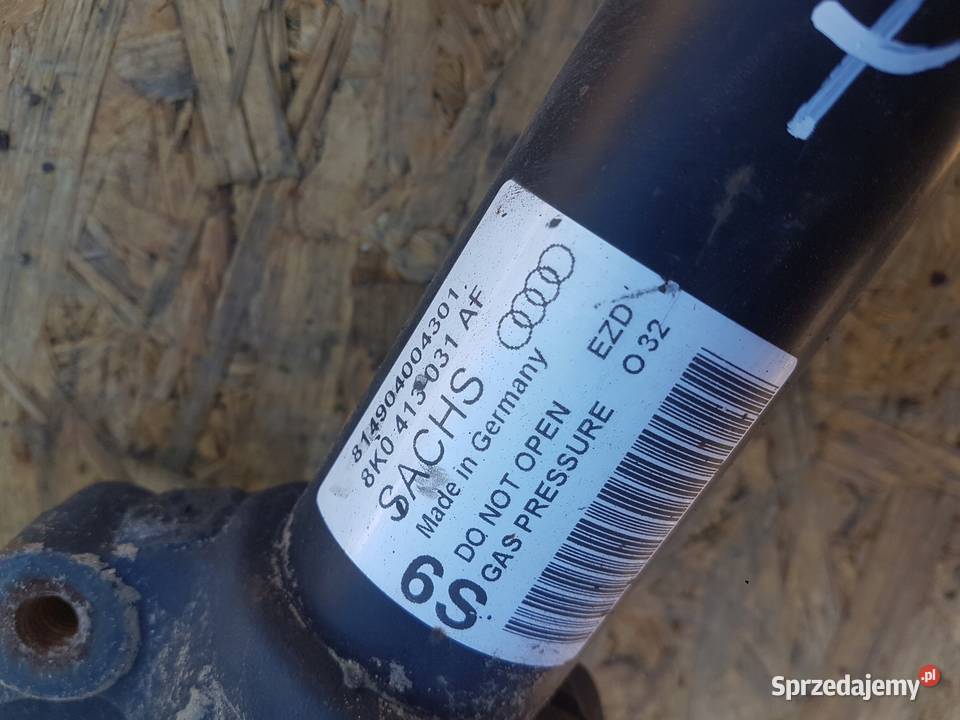 814904004301
8K0 413 031 AF
SACHS
Made in Germany
DO NOT OPEN
GAS PRESSURE
EZD
O 32
6S
Sprzedajemy.pl